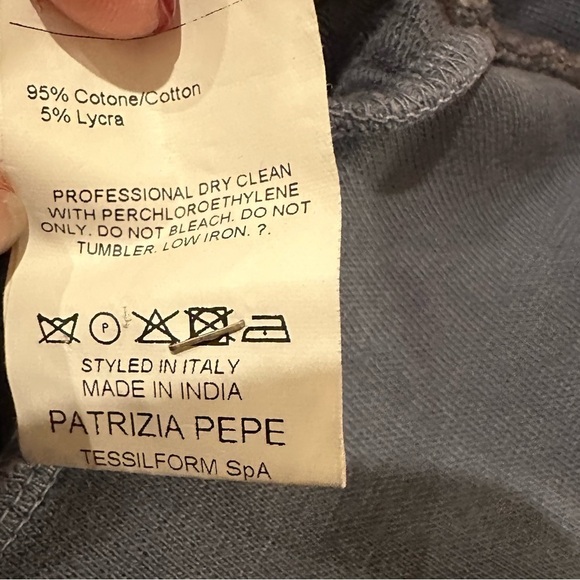 95% Cotone/Cotton
5% Lycra
PROFESSIONAL DRY CLEAN
WITH PERCHLOROETHYLENE
ONLY. DO NOT BLEACH. DO NOT
TUMBLER. LOW IRON. ?.
P
STYLED IN ITALY
MADE IN INDIA
PATRIZIA PEPE
TESSILFORM SpA